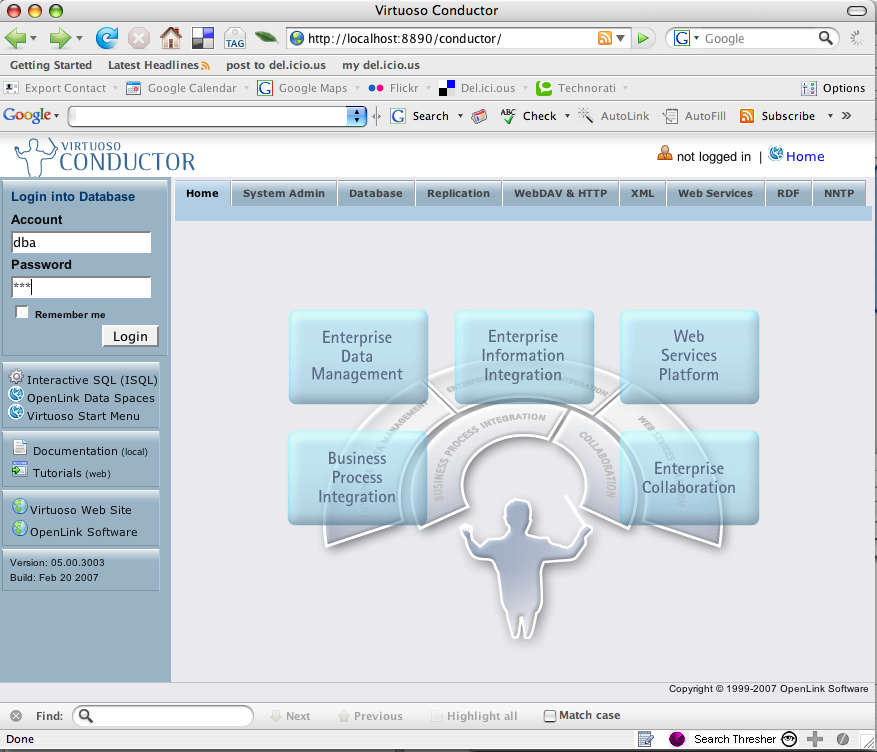 Virtuoso Conductor
TAG
http://localhost:8890/conductor/
G Google
Getting Started Latest Headlines post to del.icio.us my del.icio.us
Export Contact Google Calendar Google Maps Flickr Del.ici.ous Technorati Options
Google G Search ABC Check AutoLink AutoFill Subscribe »
VIRTUOSO
CONDUCTOR
not logged in | Home
Home System Admin Database Replication WebDAV & HTTP XML Web Services RDF NNTP
Login into Database
Account
dba
Password
***
Remember me
Login
Interactive SQL (ISQL)
OpenLink Data Spaces
Virtuoso Start Menu
Documentation (local)
Tutorials (web)
Virtuoso Web Site
OpenLink Software
Version: 05.00.3003
Build: Feb 20 2007
Enterprise
Data
Management
Enterprise
Information
Integration
Web
Services
Platform
Business
Process
Integration
Enterprise
Collaboration
BUSINESS PROCESS INTEGRATION
COLLABORATION
Copyright © 1999-2007 OpenLink Software
Find: Next Previous Highlight all Match case
Done Search Thresher